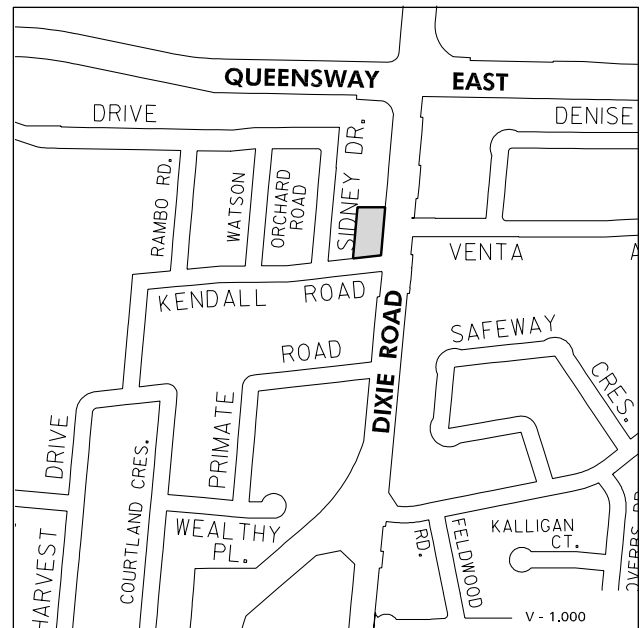 QUEENSWAY EAST
DRIVE
DENISE
RAMBO RD.
WATSON
ORCHARD
ROAD
SIDNEY DR.
VENTA
KENDALL ROAD
DIXIE ROAD
ROAD
SAFEWAY
CRES.
PRIMATE
DRIVE
COURTLAND CRES.
HARVEST
WEALTHY
PL.
RD.
FELDWOOD
KALLIGAN
CT.
V - 1.000